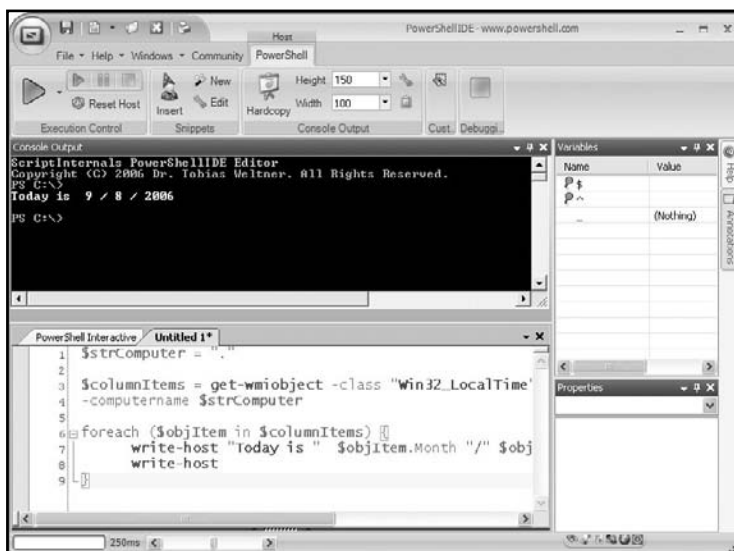 Host
PowerShellIDE - www.powershell.com
File Help Windows Community PowerShell
Height 150
New
Reset Host
Insert
Edit
Hardcopy
Width 100
Execution Control
Snippets
Console Output
Cust..
Debuggi...
Console Output
ScriptInternals PowerShellIDE Editor
Copyright (C) 2006 Dr. Tobias Weltner. All Rights Reserved.
PS C:\>
Today is 9 / 8 / 2006
PS C:\>
Variables
Name Value
$
^
_ (Nothing)
Help
Annotations
PowerShell Interactive Untitled 1*
1 $strComputer = "."
2
3 $columnItems = get-wmiobject -class "Win32_LocalTime"
4 -computername $strComputer
5
6 foreach ($objItem in $columnItems) {
7 write-host "Today is " $objItem.Month "/" $obj
8 write-host
9 }
Properties
250ms